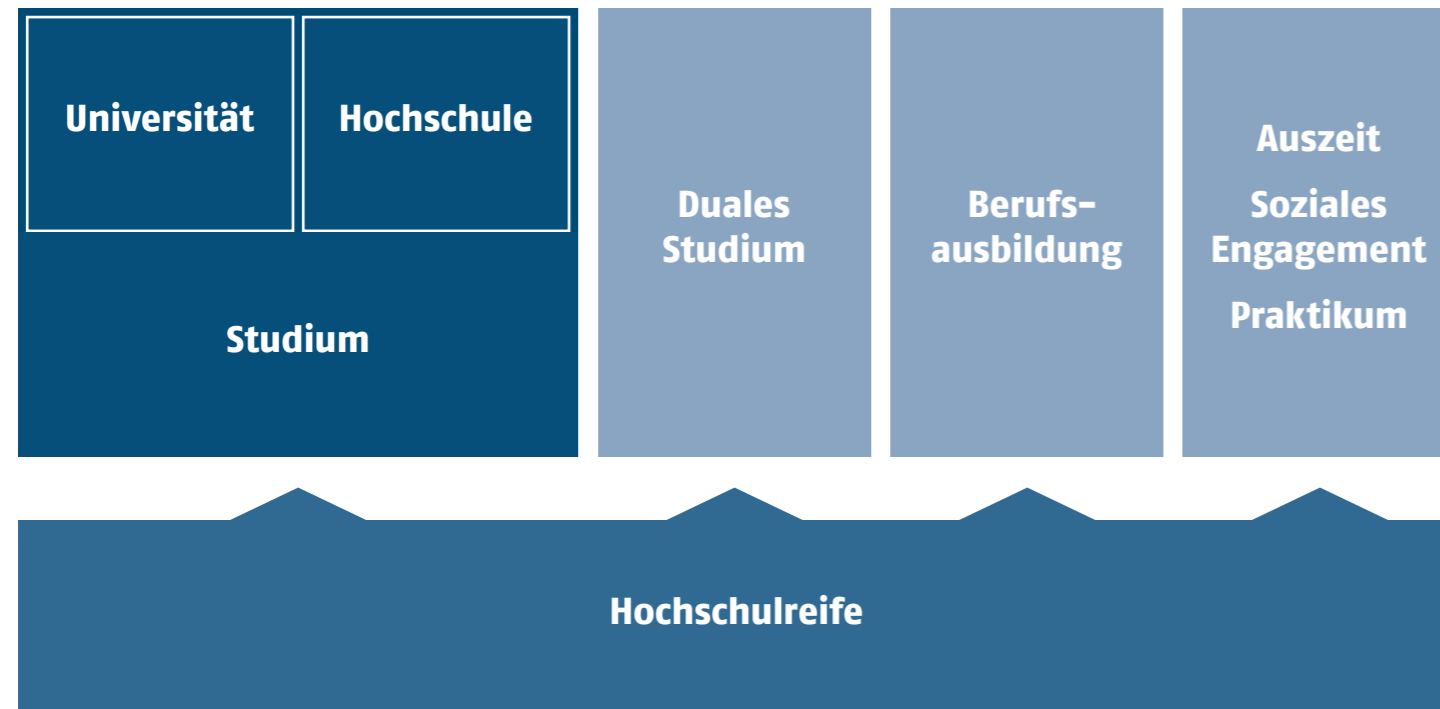 Universität
Hochschule
Studium
Duales
Studium
Berufs-
ausbildung
Auszeit
Soziales
Engagement
Praktikum
Hochschulreife